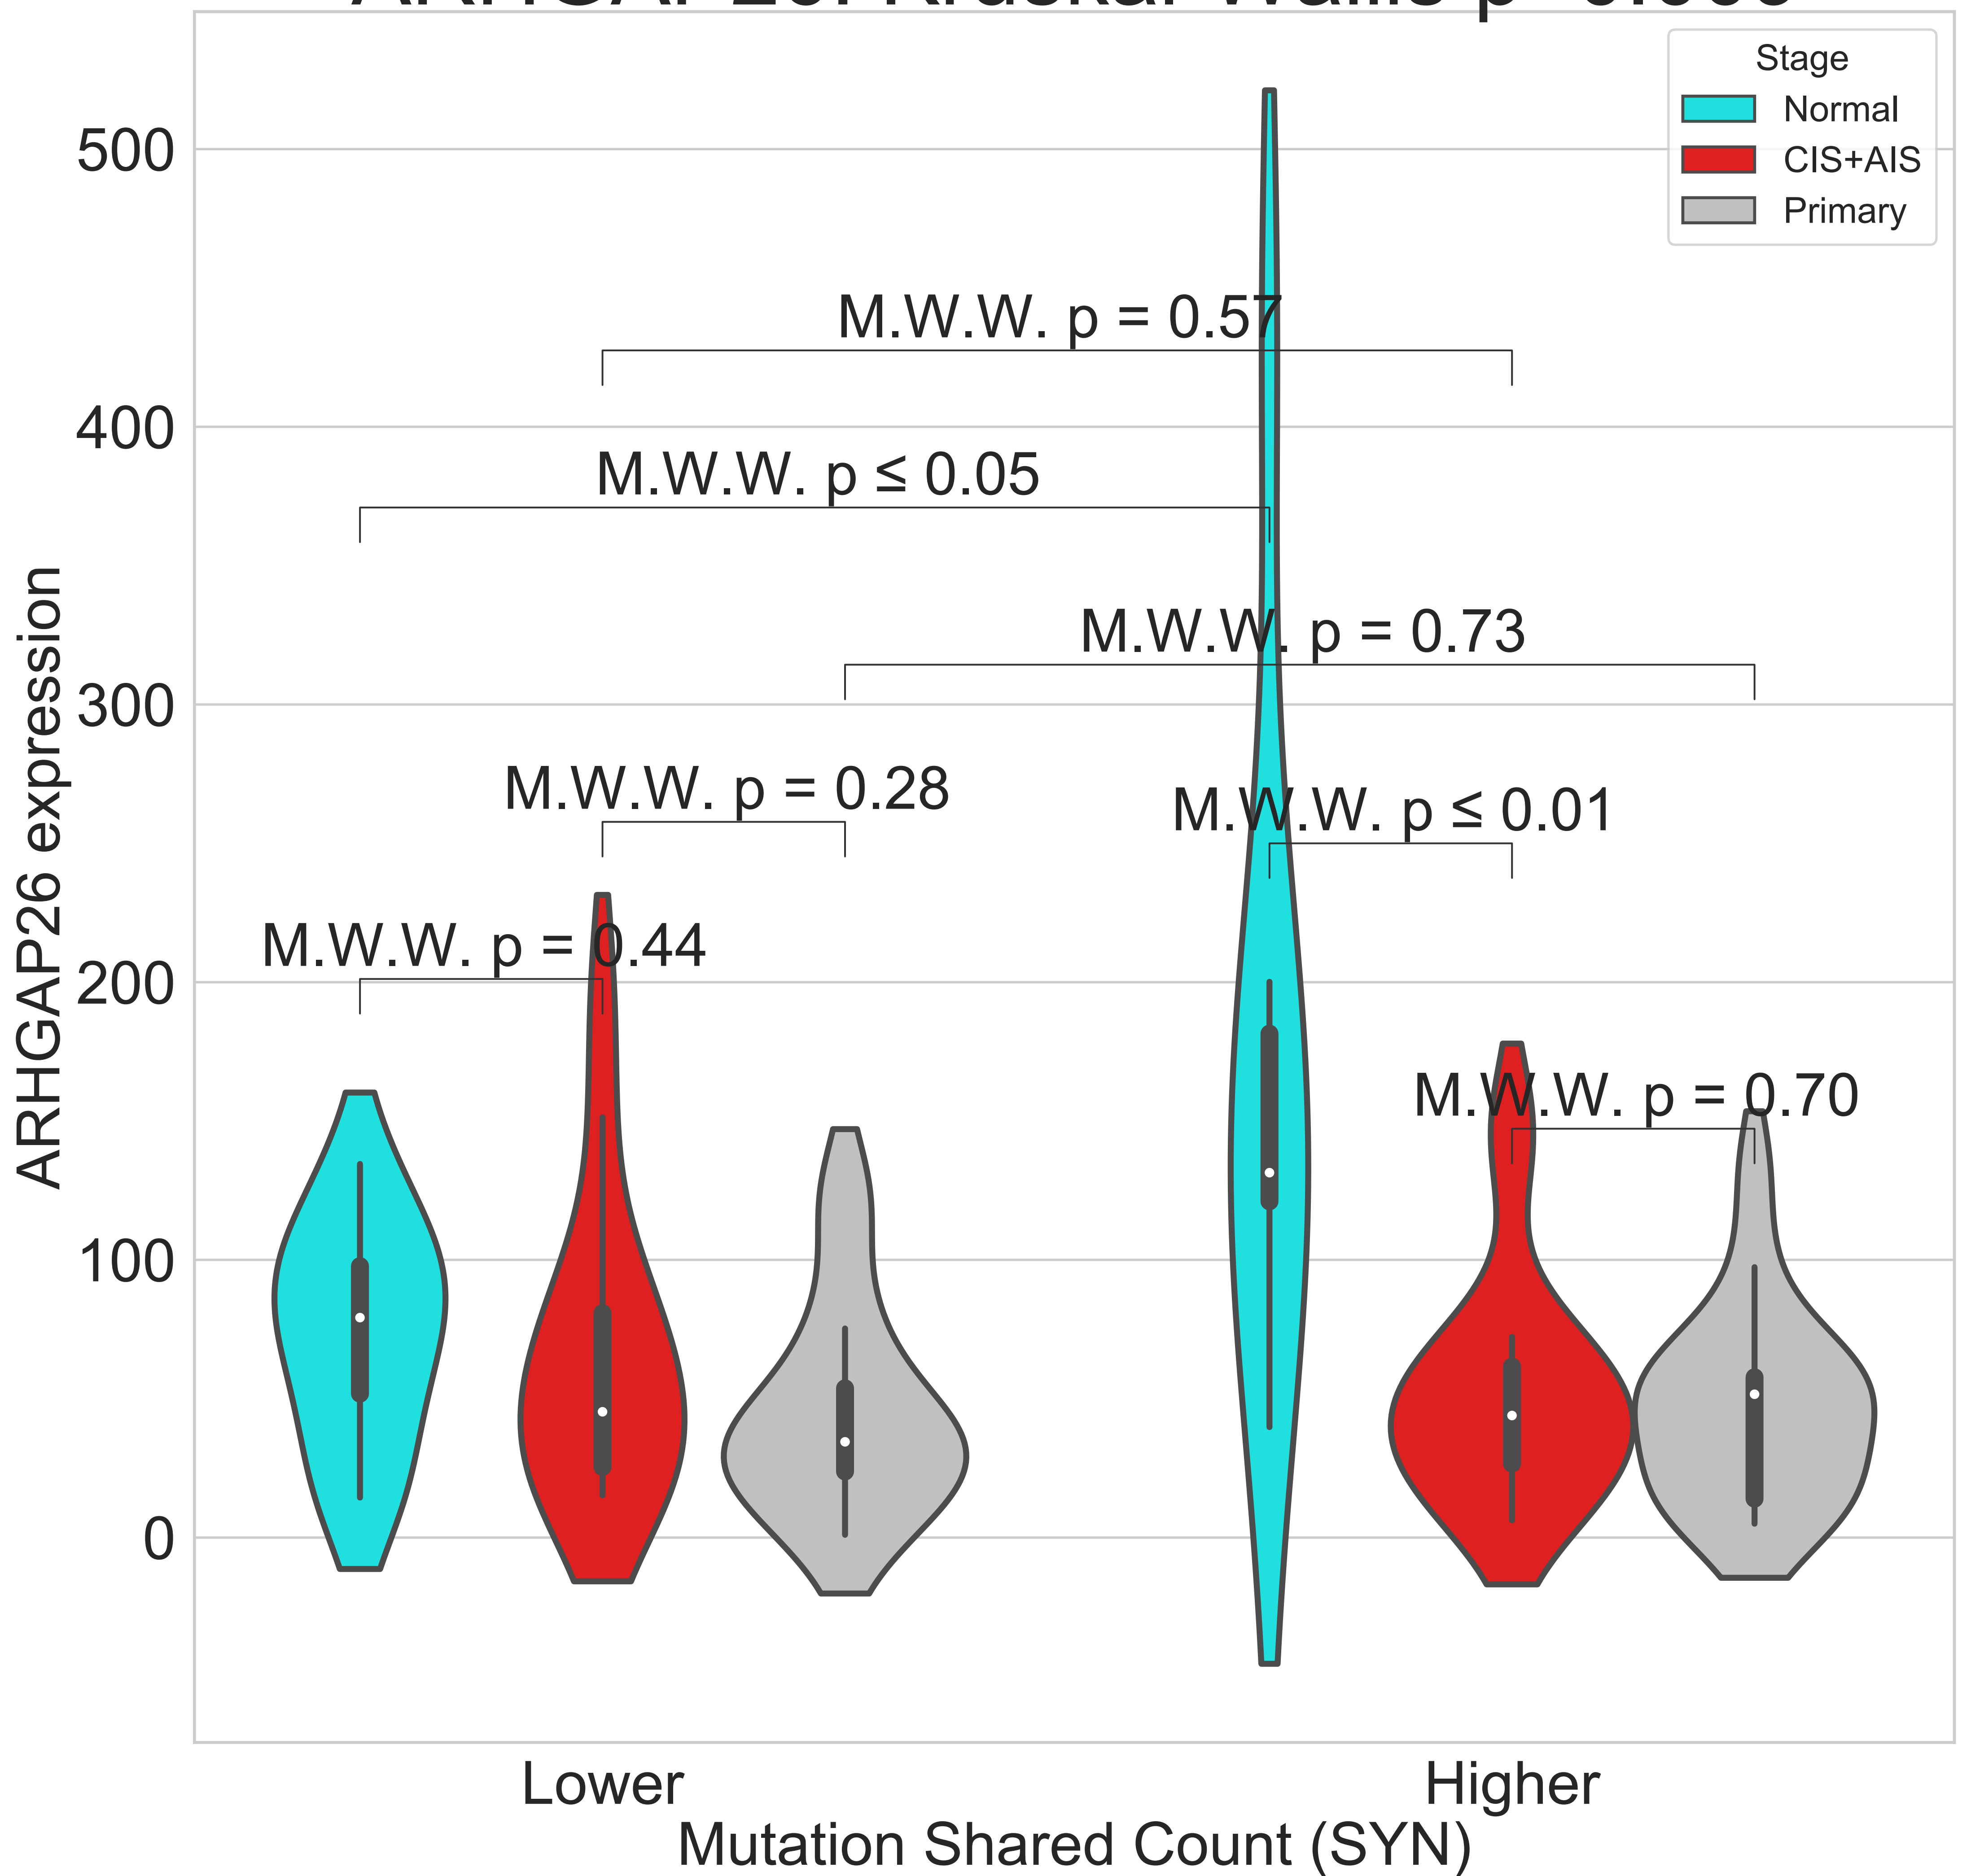 Stage
Normal
CIS+AIS
Primary
500
400
300
200
100
0
ARHGAP26 expression
M.W.W. p = 0.57
M.W.W. p ≤ 0.05
M.W.W. p = 0.73
M.W.W. p = 0.28
M.W.W. p ≤ 0.01
M.W.W. p = 0.44
M.W.W. p = 0.70
Lower
Higher
Mutation Shared Count (SYN)